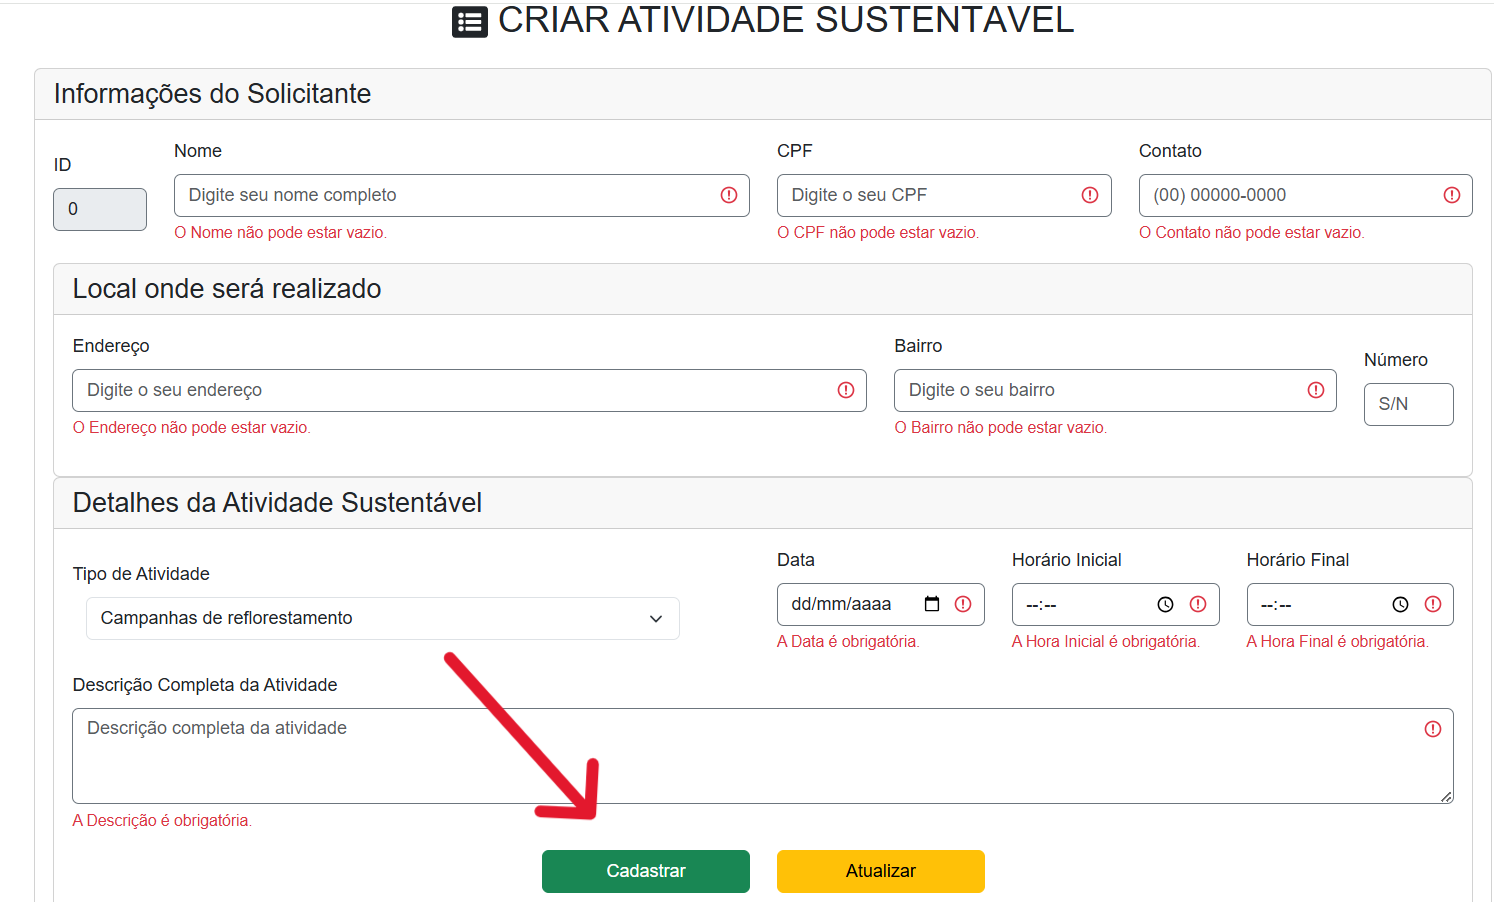 CRIAR ATIVIDADE SUSTENTAVEL
Informações do Solicitante
ID
Nome
CPF
Contato
0
Digite seu nome completo
Digite o seu CPF
(00) 00000-0000
O Nome não pode estar vazio.
O CPF não pode estar vazio.
O Contato não pode estar vazio.
Local onde será realizado
Endereço
Bairro
Número
Digite o seu endereço
Digite o seu bairro
S/N
O Endereço não pode estar vazio.
O Bairro não pode estar vazio.
Detalhes da Atividade Sustentável
Tipo de Atividade
Data
Horário Inicial
Horário Final
Campanhas de reflorestamento
dd/mm/aaaa
--:--
--:--
A Data é obrigatória.
A Hora Inicial é obrigatória.
A Hora Final é obrigatória.
Descrição Completa da Atividade
Descrição completa da atividade
A Descrição é obrigatória.
Cadastrar
Atualizar